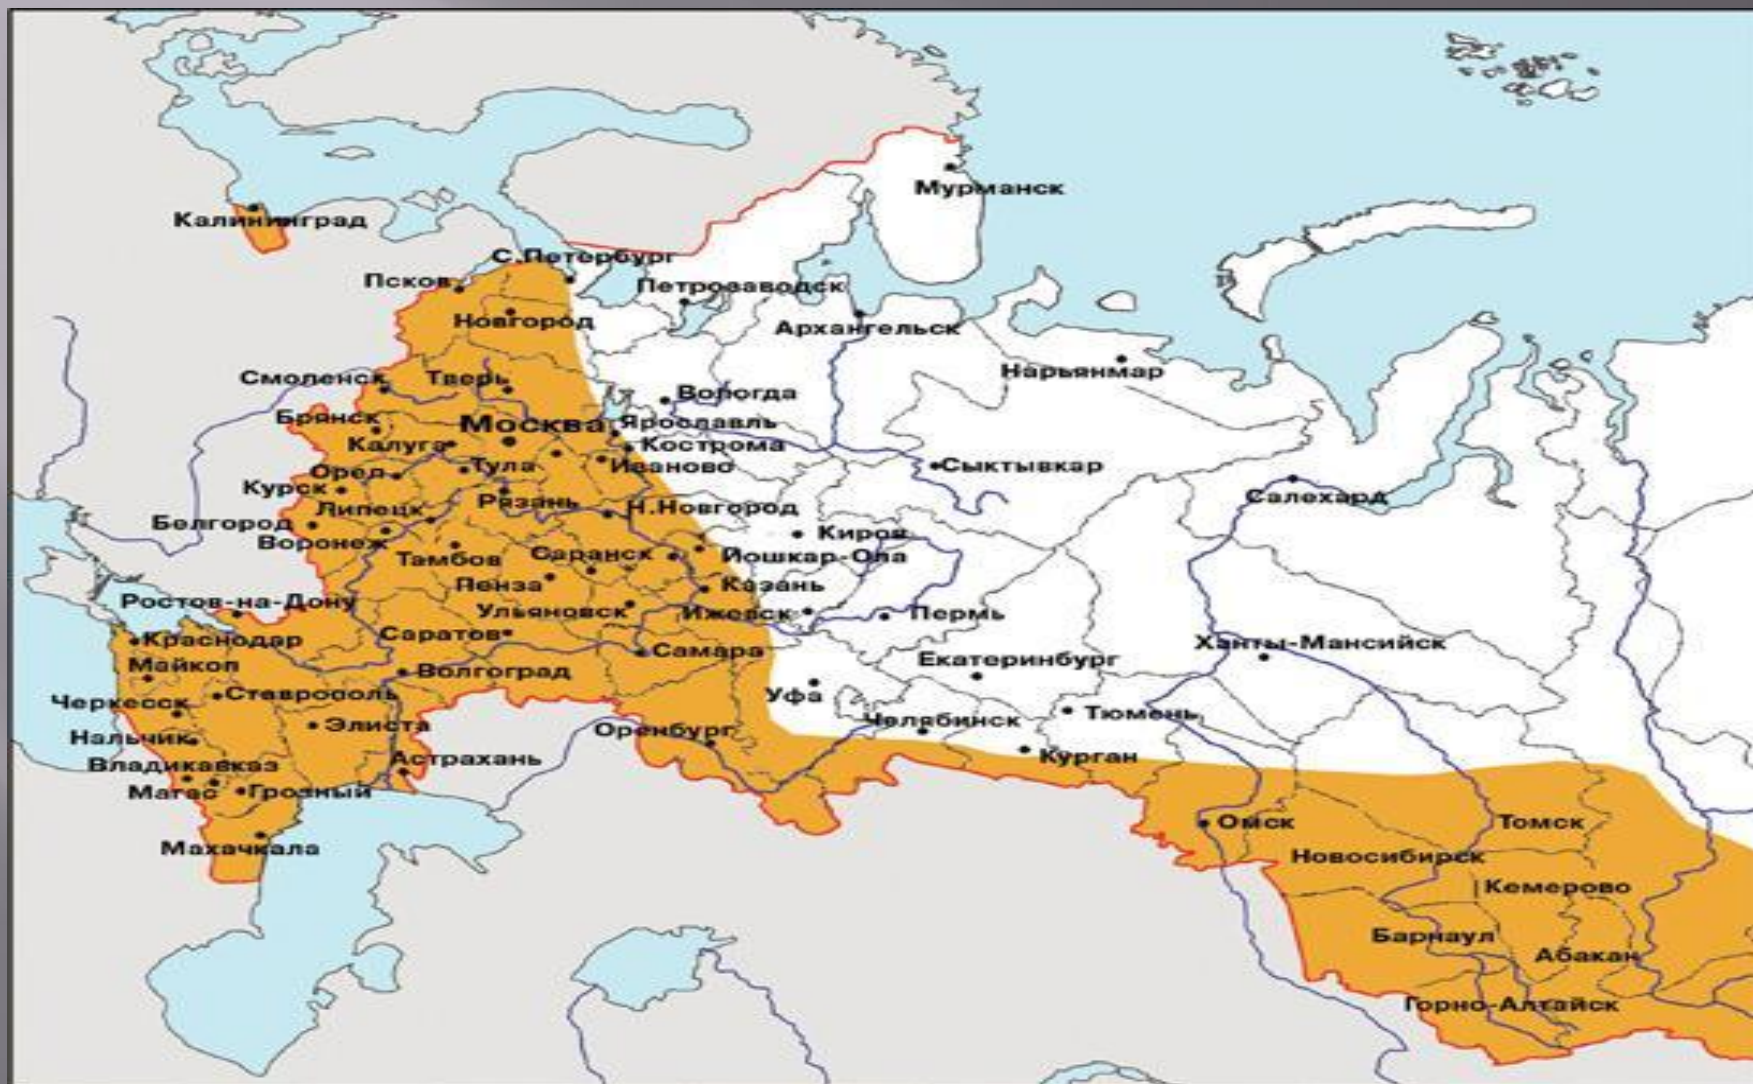 Мурманск
Калининград
С.Петербург
Псков
Петрозаводск
Новгород
Архангельск
Нарьянмар
Смоленск
Тверь
Вологда
Брянск
Москва
Ярославль
Калуга
Кострома
Орел
Тула
Иваново
Сыктывкар
Курск
Рязань
Салехард
Липецк
Н.Новгород
Белгород
Воронеж
Киров
Тамбов
Саранск
Йошкар-Ола
Пенза
Казань
Ростов-на-Дону
Ульяновск
Ижевск
Пермь
Краснодар
Саратов
Самара
Ханты-Мансийск
Майкоп
Волгоград
Екатеринбург
Черкесск
Ставрополь
Уфа
Элиста
Челябинск
Тюмень
Нальчик
Оренбург
Владикавказ
Астрахань
Курган
Магас
Грозный
Омск
Томск
Махачкала
Новосибирск
Кемерово
Барнаул
Абакан
Горно-Алтайск